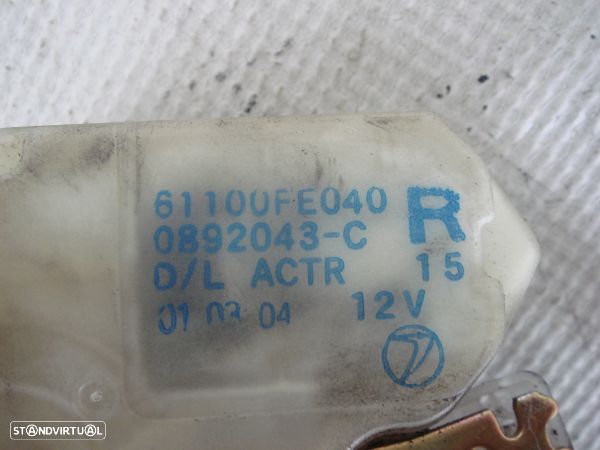 61100FE040
0892043-C R
D/L ACTR 15
01 03 04 12V
STANDVIRTUAL